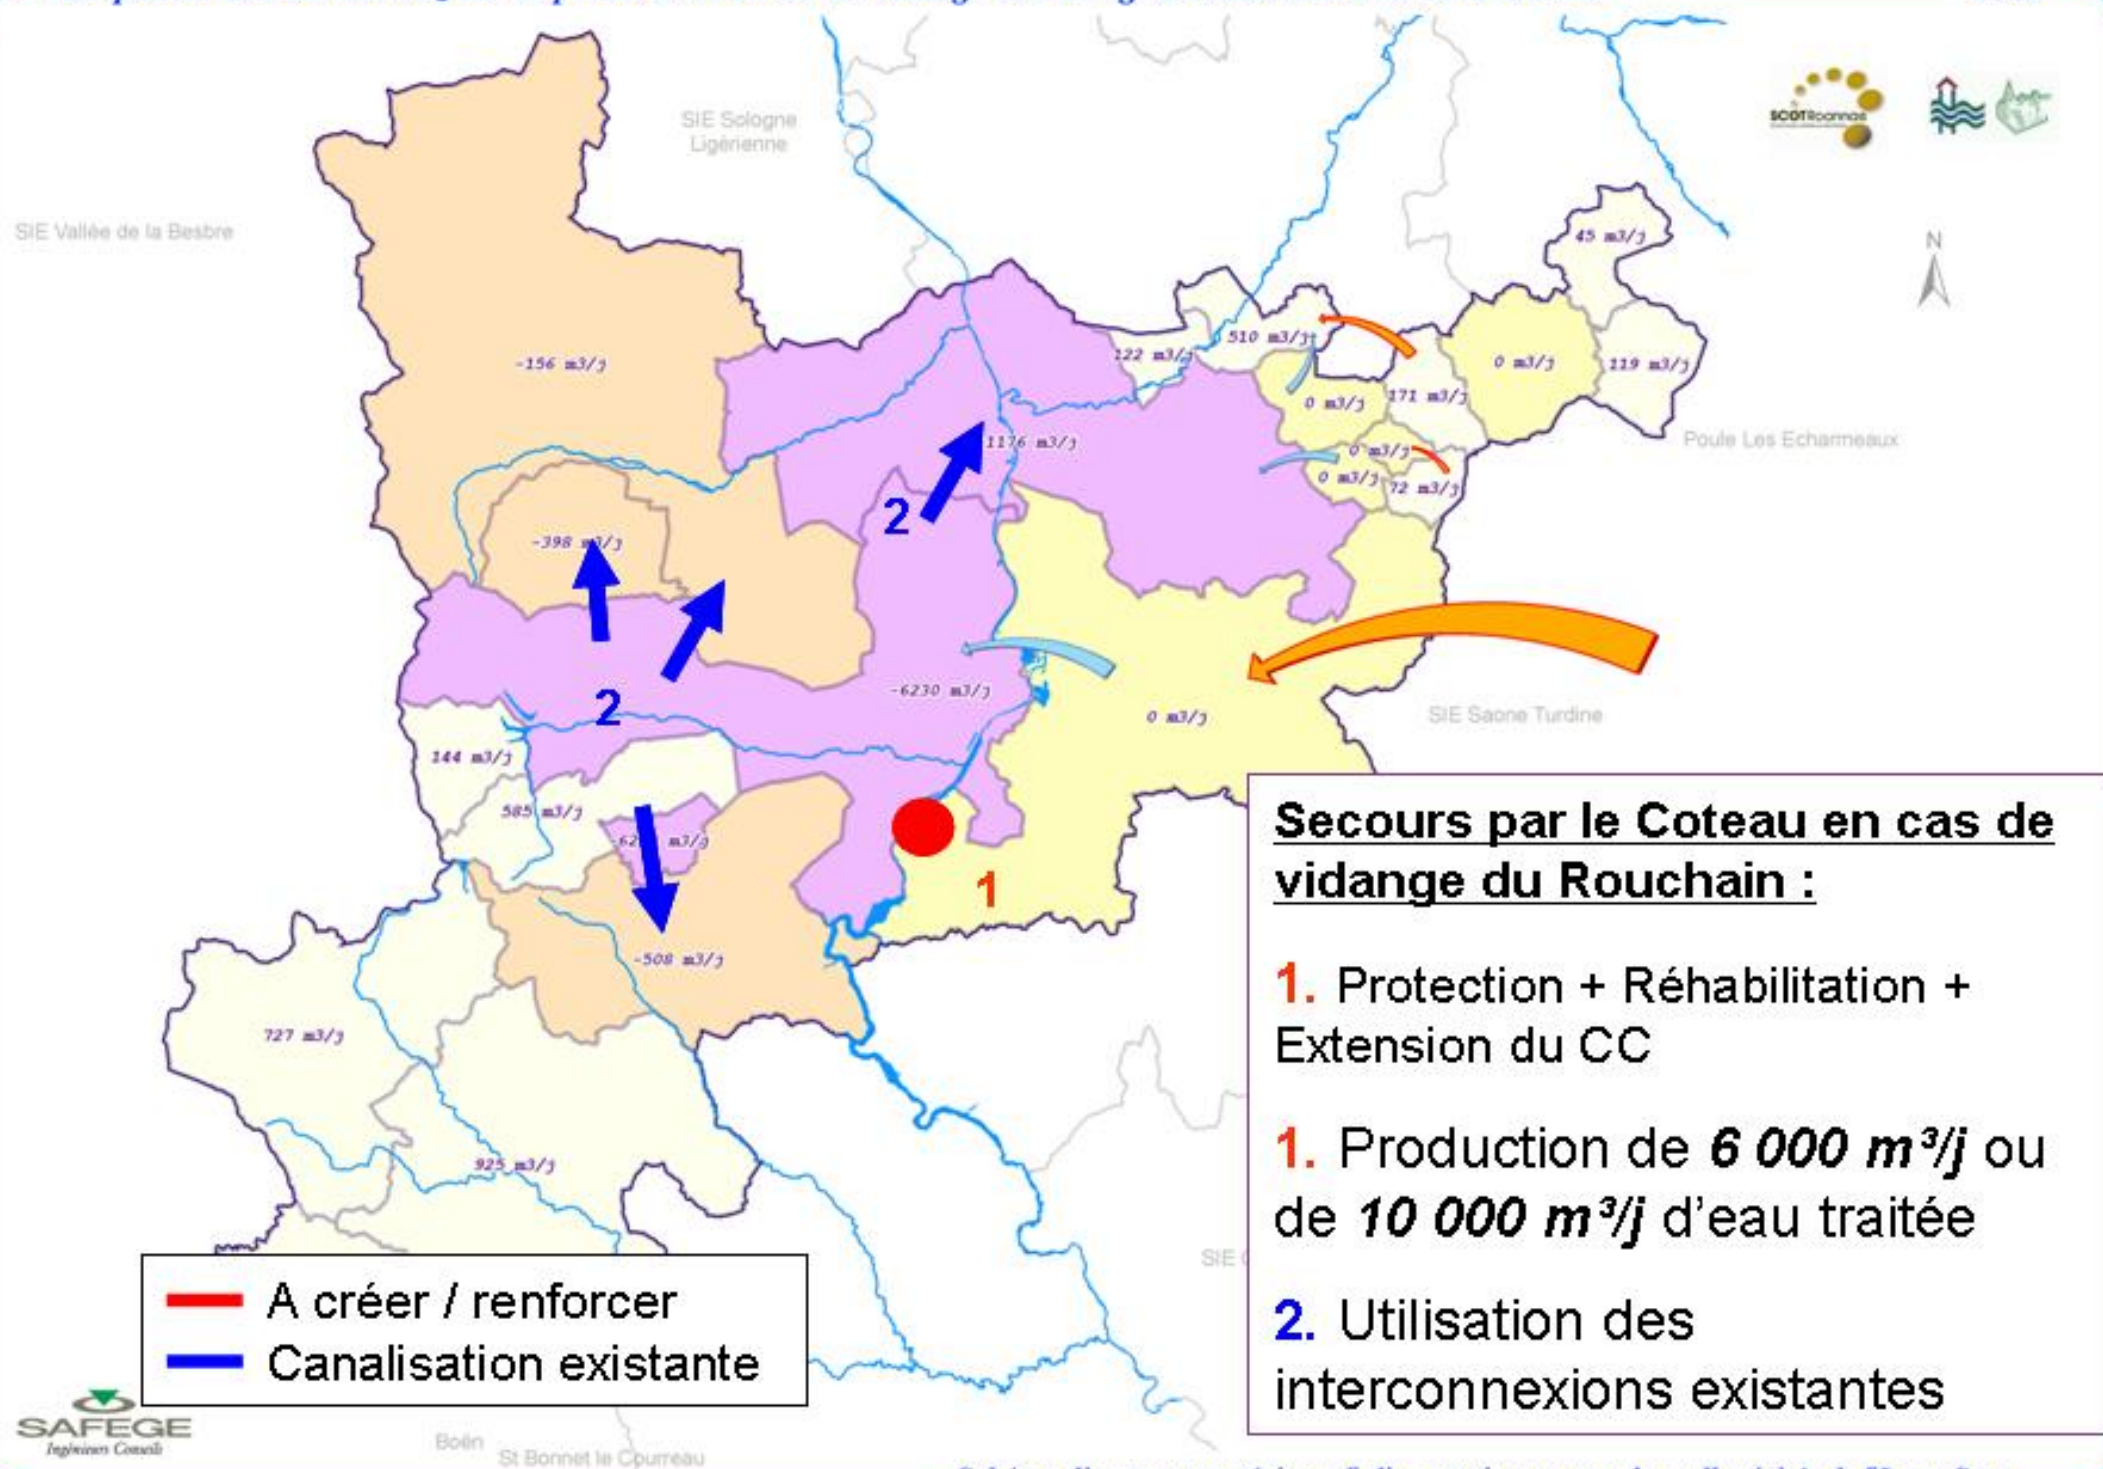 SIE Sologne
Ligérienne
SCOT Roannais
SIE Vallée de la Besbre
N
45 m3/j
-156 m3/j
122 m3/j
510 m3/j
0 m3/j
119 m3/j
0 m3/j
171 m3/j
Poule Les Echarmeaux
1176 m3/j
0 m3/j
0 m3/j
72 m3/j
2
-398 m3/j
2
-6230 m3/j
0 m3/j
SIE Saone Turdine
144 m3/j
585 m3/j
m3/j
1
-508 m3/j
727 m3/j
925 m3/j
SIE
Secours par le Coteau en cas de
vidange du Rouchain :
1. Protection + Réhabilitation +
Extension du CC
1. Production de 6 000 m³/j ou
de 10 000 m³/j d'eau traitée
2. Utilisation des
interconnexions existantes
A créer / renforcer
Canalisation existante
SAFEGE
Ingénieurs Conseils
Boën
St Bonnet le Courreau